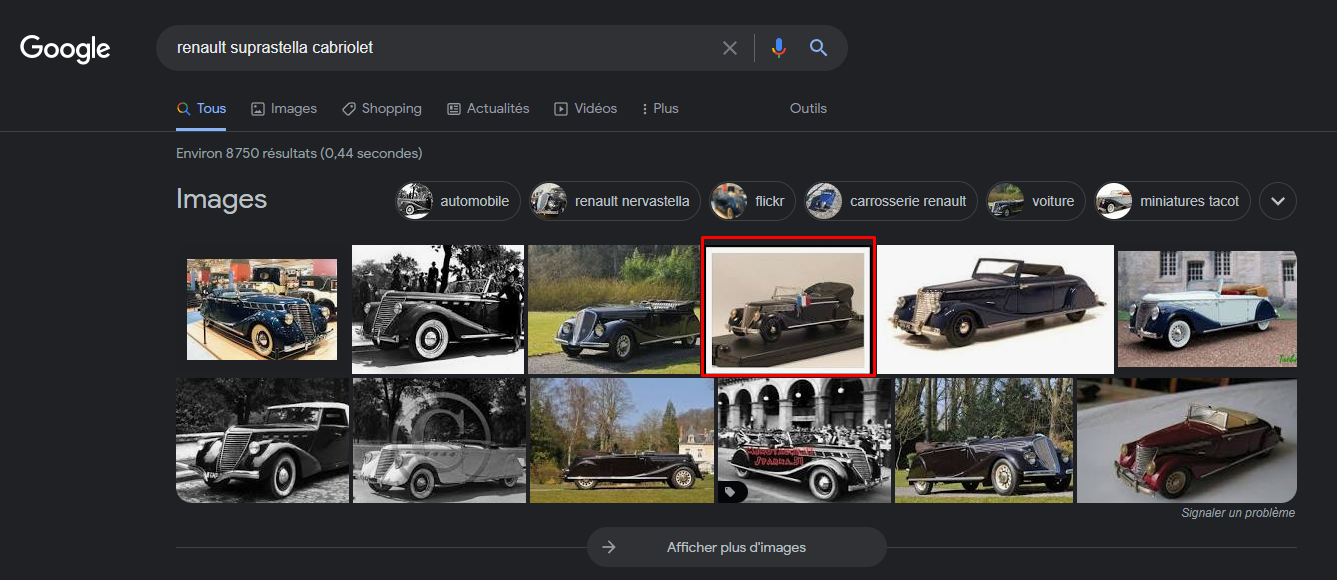 Google
renault suprastella cabriolet
Tous Images Shopping Actualités Vidéos Plus Outils
Environ 8 750 résultats (0,44 secondes)
Images
automobile renault nervastella flickr carrosserie renault voiture miniatures tacot
©
Signaler un problème
Afficher plus d'images